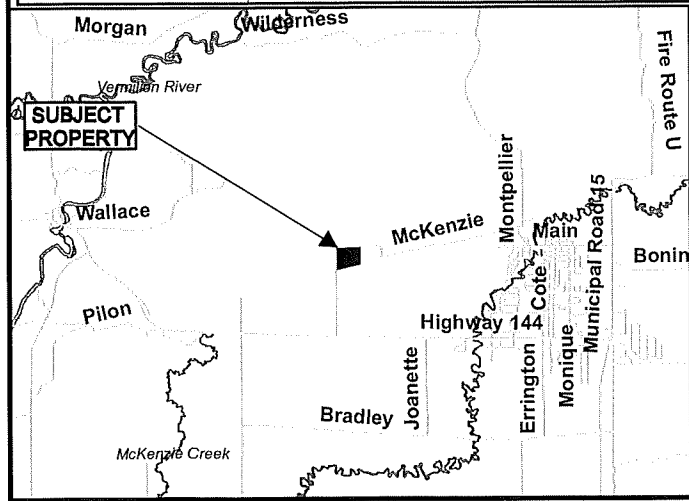 Morgan
Wilderness
Vermilion River
SUBJECT
PROPERTY
Fire Route U
Wallace
McKenzie
Montpellier
Main
Cote
Municipal Road 15
Bonin
Pilon
Highway 144
Joanette
Errington
Monique
Bradley
McKenzie Creek